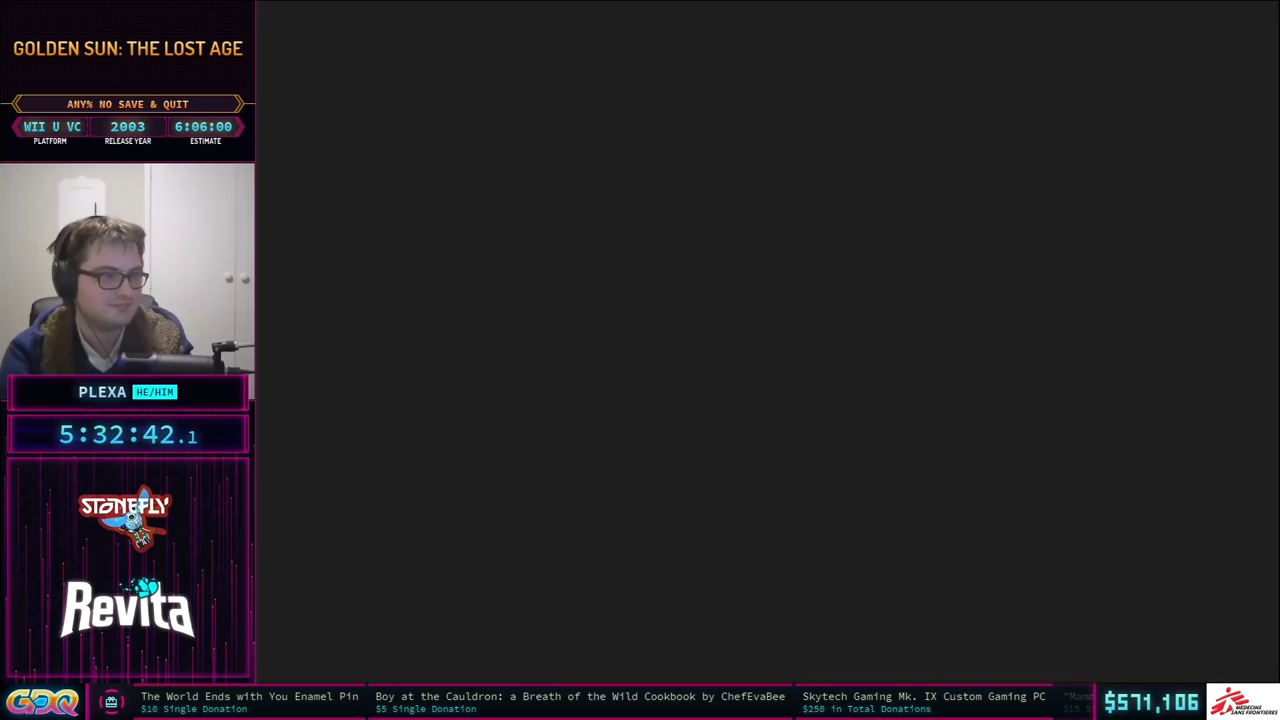 GOLDEN SUN: THE LOST AGE
ANY% NO SAVE & QUIT
WII U VC 2003 6:06:00
PLATFORM RELEASE YEAR ESTIMATE
PLEXA HE/HIM
5:32:42.1
STONEFLY
Revita
GDQ
The World Ends with You Enamel Pin
$10 Single Donation
Boy at the Cauldron: a Breath of the Wild Cookbook by ChefEvaBee
$5 Single Donation
Skytech Gaming Mk. IX Custom Gaming PC
$250 in Total Donations
$571,106
MEDECINS
SANS FRONTIERES